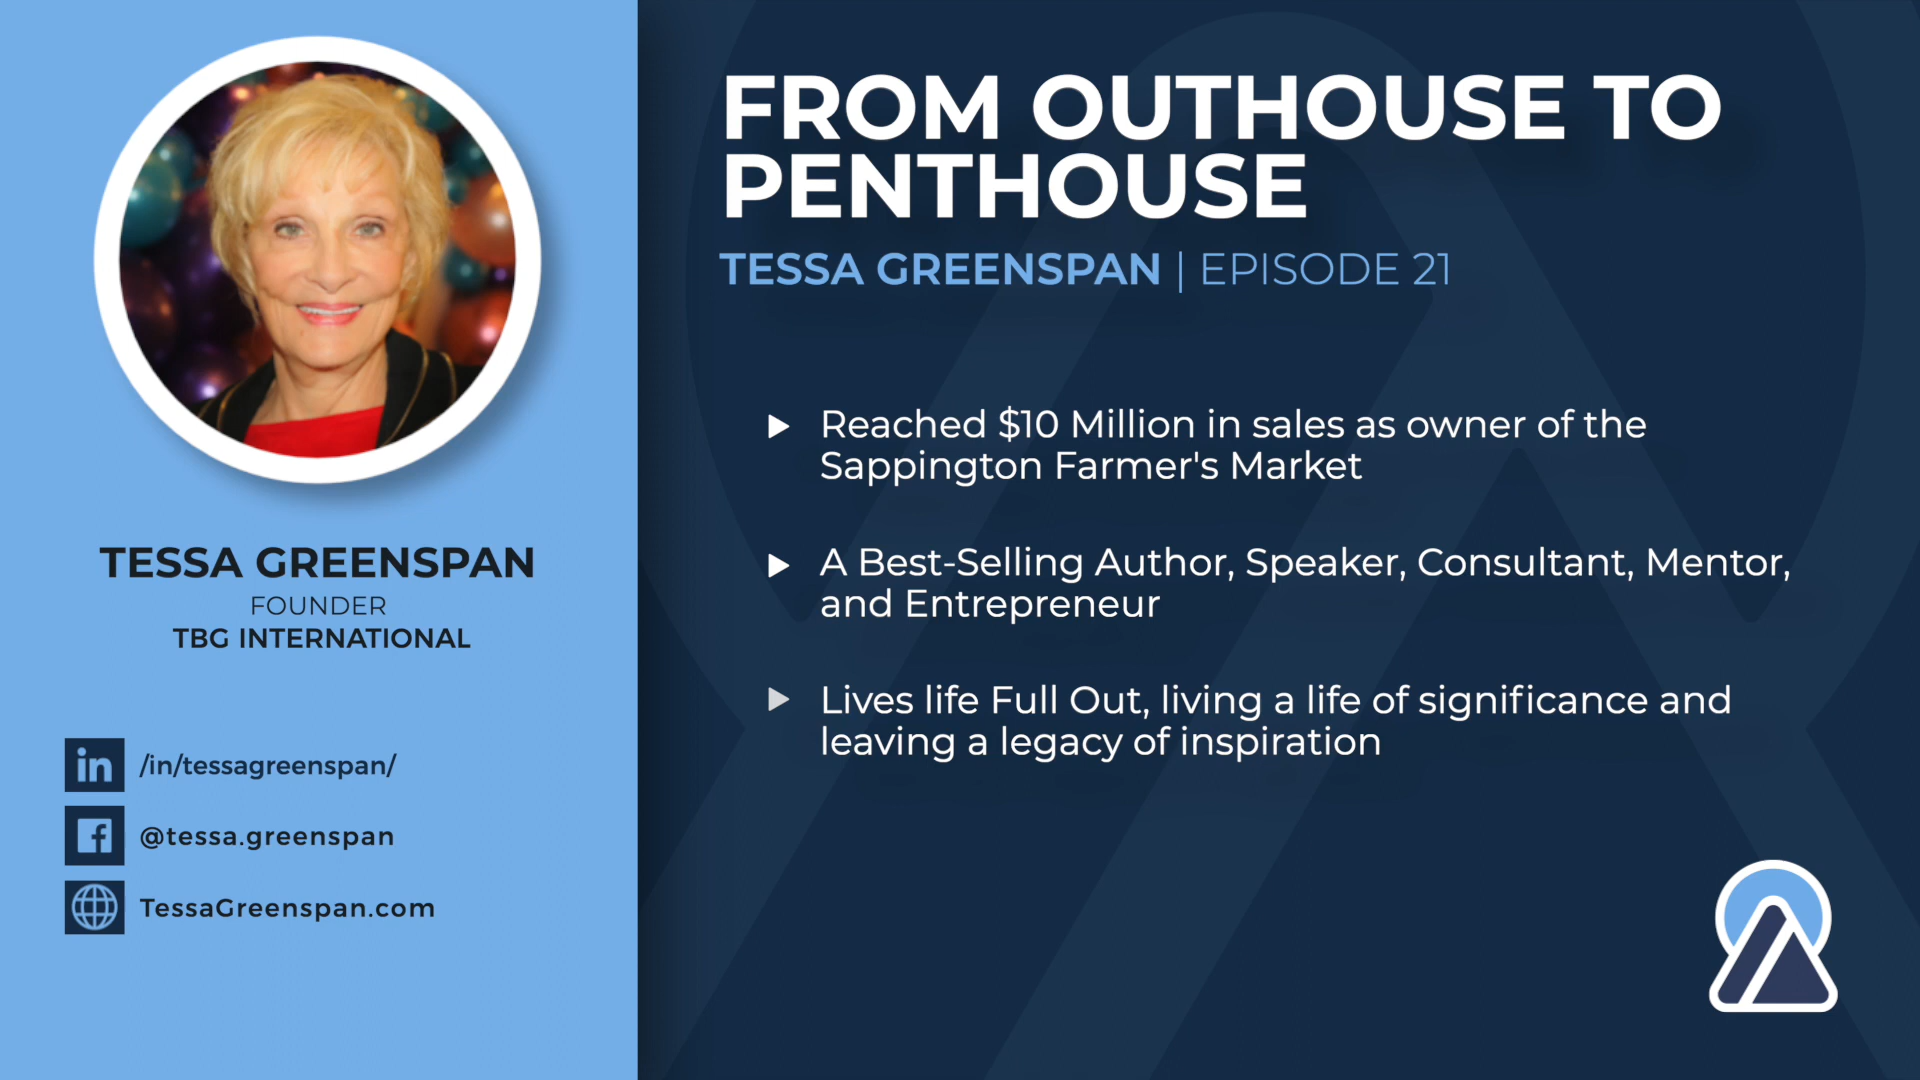 FROM OUTHOUSE TO
PENTHOUSE
TESSA GREENSPAN | EPISODE 21
Reached $10 Million in sales as owner of the
Sappington Farmer's Market
A Best-Selling Author, Speaker, Consultant, Mentor,
and Entrepreneur
Lives life Full Out, living a life of significance and
leaving a legacy of inspiration
TESSA GREENSPAN
FOUNDER
TBG INTERNATIONAL
in /in/tessagreenspan/
f @tessa.greenspan
TessaGreenspan.com